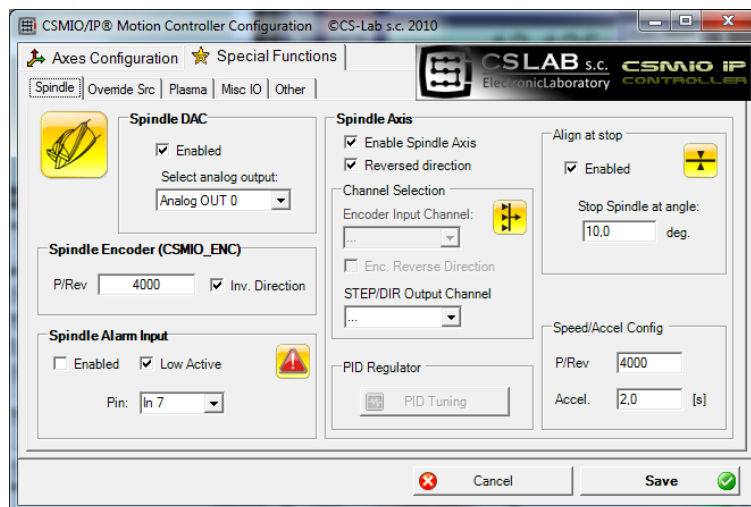 CSMIO/IP® Motion Controller Configuration ©CS-Lab s.c. 2010
Axes Configuration Special Functions
CSLAB s.c.
ElectronicLaboratory
CSMIO IP
CONTROLLER
Spindle Override Src Plasma Misc IO Other
Spindle DAC
Enabled
Select analog output:
Analog OUT 0
Spindle Encoder (CSMIO_ENC)
P/Rev 4000 Inv. Direction
Spindle Alarm Input
Enabled Low Active
Pin: In 7
Spindle Axis
Enable Spindle Axis
Reversed direction
Channel Selection
Encoder Input Channel:
...
Enc. Reverse Direction
STEP/DIR Output Channel
...
PID Regulator
PID Tuning
Align at stop
Enabled
Stop Spindle at angle:
10,0 deg.
Speed/Accel Config
P/Rev 4000
Accel. 2,0 [s]
Cancel Save